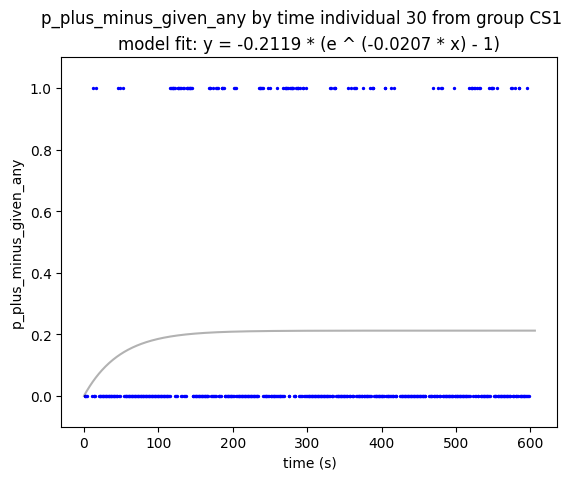 p_plus_minus_given_any by time individual 30 from group CS1
model fit: y = -0.2119 * (e ^ (-0.0207 * x) - 1)
1.0
0.8
0.6
0.4
0.2
0.0
p_plus_minus_given_any
0 100 200 300 400 500 600
time (s)